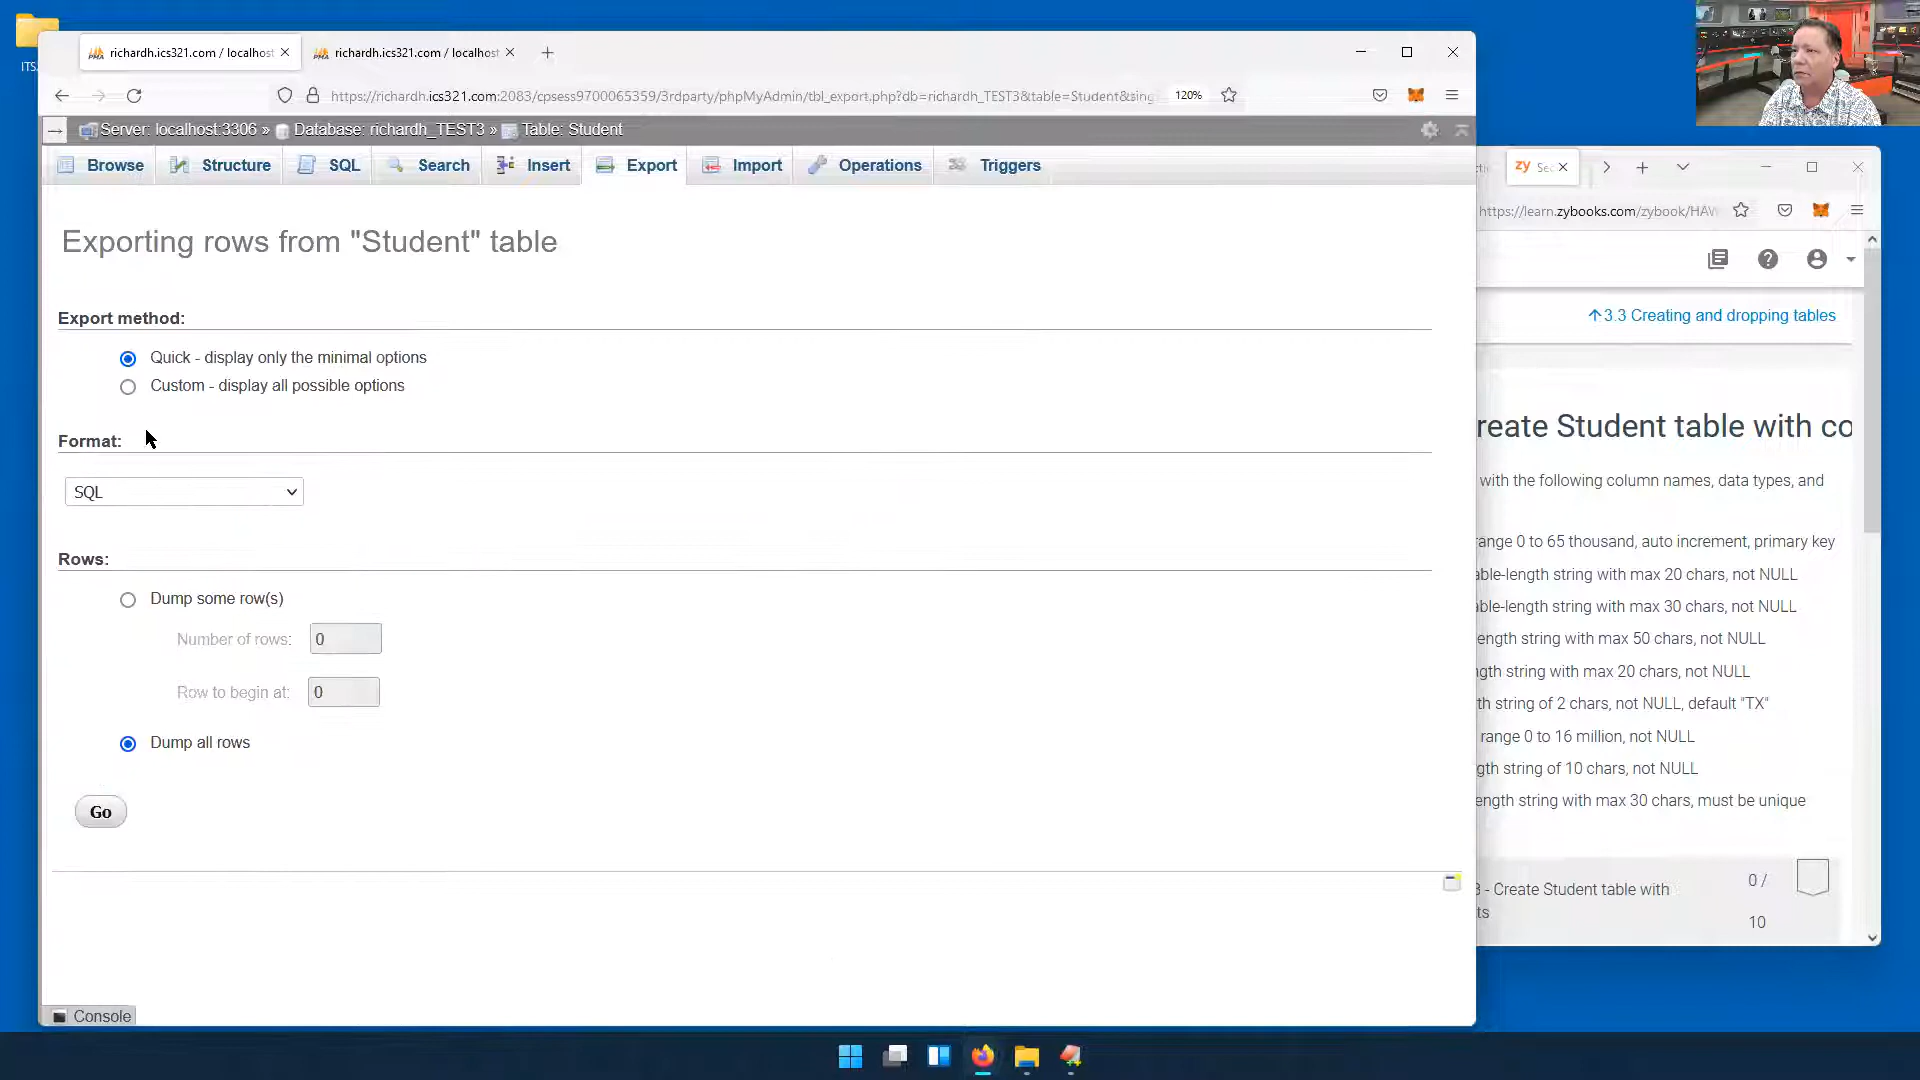 ITS
richardh.ics321.com / localhost
richardh.ics321.com / localhost
https://richardh.ics321.com:2083/cpsess9700065359/3rdparty/phpMyAdmin/tbl_export.php?db=richardh_TEST3&table=Student&sing
120%
Server: localhost:3306 » Database: richardh_TEST3 » Table: Student
Browse
Structure
SQL
Search
Insert
Export
Import
Operations
Triggers
Exporting rows from "Student" table
Export method:
Quick - display only the minimal options
Custom - display all possible options
Format:
SQL
Rows:
Dump some row(s)
Number of rows: 0
Row to begin at: 0
Dump all rows
Go
Console
zy
https://learn.zybooks.com/zybook/HAW
3.3 Creating and dropping tables
reate Student table with co
with the following column names, data types, and
ange 0 to 65 thousand, auto increment, primary key
ble-length string with max 20 chars, not NULL
ble-length string with max 30 chars, not NULL
ength string with max 50 chars, not NULL
gth string with max 20 chars, not NULL
th string of 2 chars, not NULL, default "TX"
range 0 to 16 million, not NULL
gth string of 10 chars, not NULL
ength string with max 30 chars, must be unique
3 - Create Student table with
ts
0 /
10